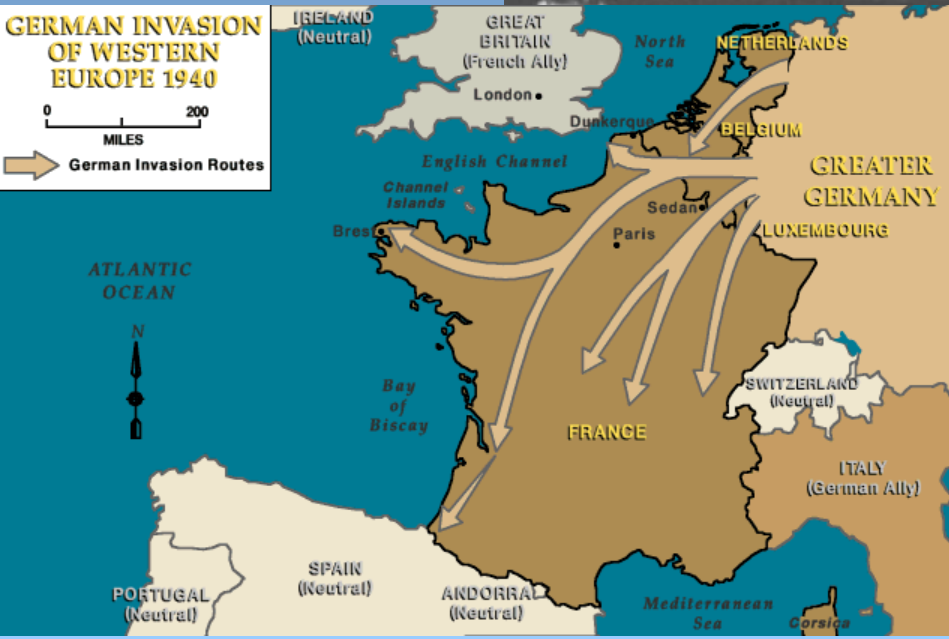 GERMAN INVASION
OF WESTERN
EUROPE 1940
0 200
MILES
German Invasion Routes
IRELAND
(Neutral)
GREAT
BRITAIN
(French Ally)
London
North
Sea
NETHERLANDS
Dunkerque
BELGIUM
English Channel
GREATER
GERMANY
Channel
Islands
Sedan
LUXEMBOURG
Brest
Paris
ATLANTIC
OCEAN
N
Bay
of
Biscay
SWITZERLAND
(Neutral)
FRANCE
ITALY
(German Ally)
SPAIN
(Neutral)
PORTUGAL
(Neutral)
ANDORRA
(Neutral)
Mediterranean
Sea
Corsica